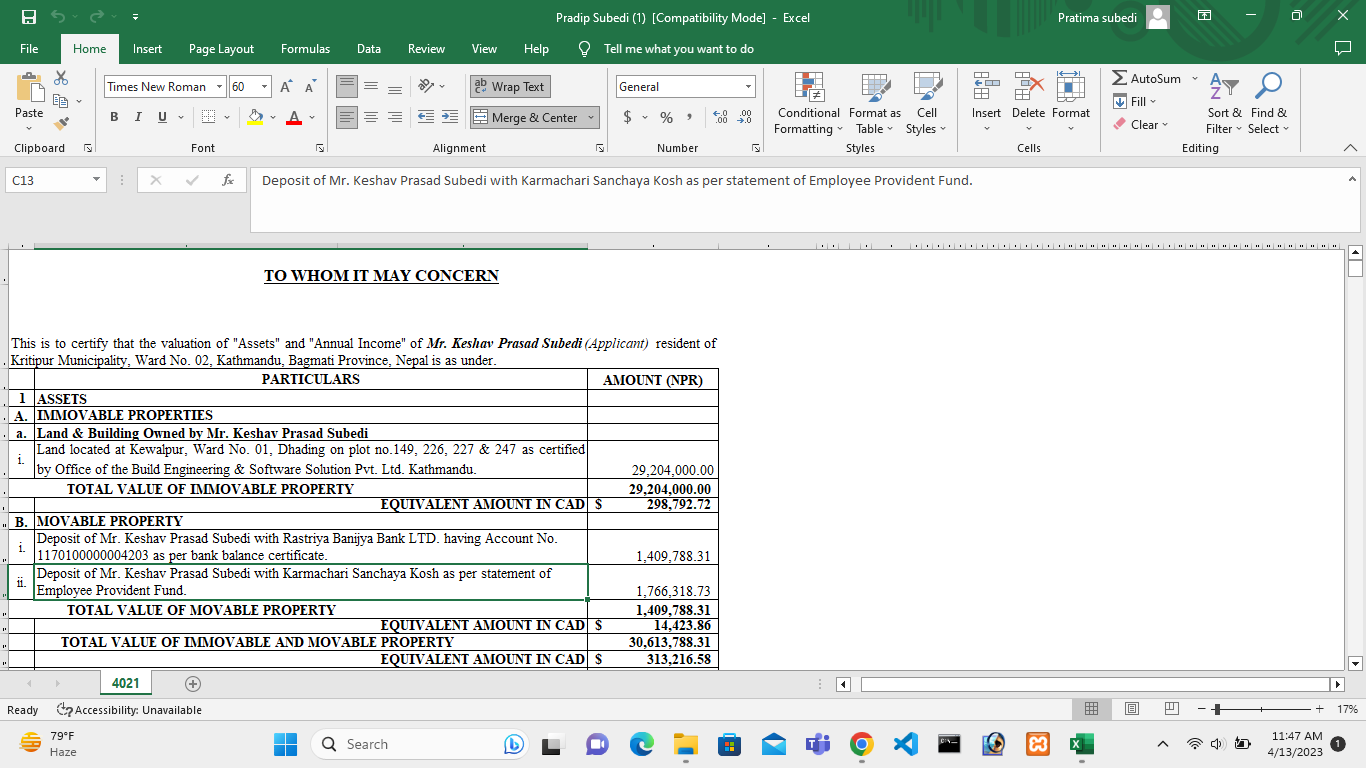 Pradip Subedi (1) [Compatibility Mode] - Excel
Pratima subedi
File Home Insert Page Layout Formulas Data Review View Help Tell me what you want to do
Paste
Clipboard
Times New Roman 60
B I U
Font
Wrap Text
Merge & Center
Alignment
General
$ % ,
Number
Conditional Formatting
Format as Table
Cell Styles
Styles
Insert Delete Format
Cells
AutoSum
Fill
Clear
Sort & Filter
Find & Select
Editing
C13 fx Deposit of Mr. Keshav Prasad Subedi with Karmachari Sanchaya Kosh as per statement of Employee Provident Fund.
TO WHOM IT MAY CONCERN
This is to certify that the valuation of "Assets" and "Annual Income" of Mr. Keshav Prasad Subedi (Applicant) resident of
Kritipur Municipality, Ward No. 02, Kathmandu, Bagmati Province, Nepal is as under.
PARTICULARS AMOUNT (NPR)
1 ASSETS
A. IMMOVABLE PROPERTIES
a. Land & Building Owned by Mr. Keshav Prasad Subedi
i. Land located at Kewalpur, Ward No. 01, Dhading on plot no.149, 226, 227 & 247 as certified
by Office of the Build Engineering & Software Solution Pvt. Ltd. Kathmandu. 29,204,000.00
TOTAL VALUE OF IMMOVABLE PROPERTY 29,204,000.00
EQUIVALENT AMOUNT IN CAD $ 298,792.72
B. MOVABLE PROPERTY
i. Deposit of Mr. Keshav Prasad Subedi with Rastriya Banijya Bank LTD. having Account No.
1170100000004203 as per bank balance certificate. 1,409,788.31
ii. Deposit of Mr. Keshav Prasad Subedi with Karmachari Sanchaya Kosh as per statement of
Employee Provident Fund. 1,766,318.73
TOTAL VALUE OF MOVABLE PROPERTY 1,409,788.31
EQUIVALENT AMOUNT IN CAD $ 14,423.86
TOTAL VALUE OF IMMOVABLE AND MOVABLE PROPERTY 30,613,788.31
EQUIVALENT AMOUNT IN CAD $ 313,216.58
4021
Ready Accessibility: Unavailable 17%
79°F
Haze
Search
11:47 AM
4/13/2023
1